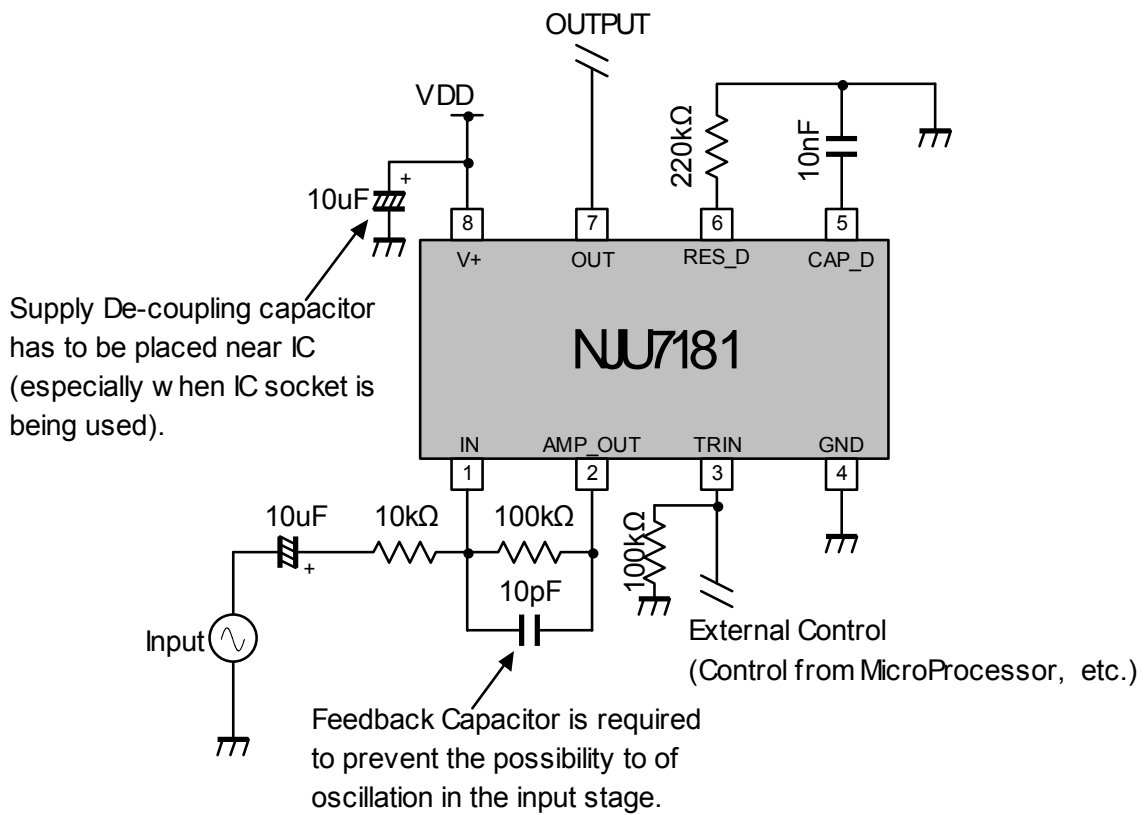 OUTPUT
VDD
220kΩ
10nF
10uF
+
8
7
6
5
V+
OUT
RES_D
CAP_D
Supply De-coupling capacitor
has to be placed near IC
(especially when IC socket is
being used).
NJU7181
IN
AMP_OUT
TRIN
GND
1
2
3
4
10uF
+
10kΩ
100kΩ
10pF
100kΩ
Input
External Control
(Control from MicroProcessor, etc.)
Feedback Capacitor is required
to prevent the possibility to of
oscillation in the input stage.